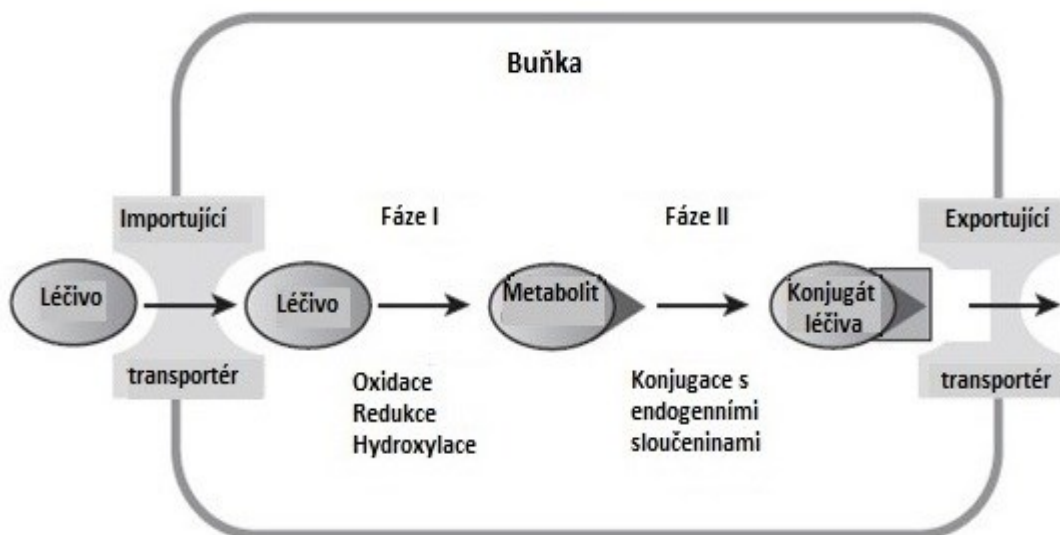 Buňka
Importující
Fáze I
Fáze II
Exportující
Léčivo
Léčivo
Metabolit
Konjugát
léčiva
transportér
Oxidace
Redukce
Hydroxylace
Konjugace s
endogenními
sloučeninami
transportér